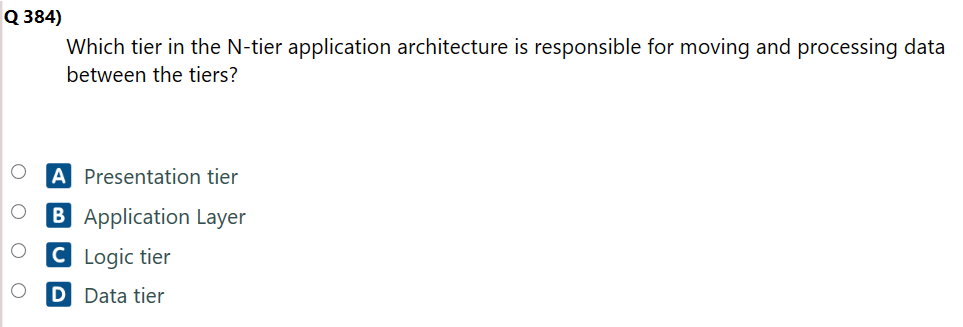 Q 384)
Which tier in the N-tier application architecture is responsible for moving and processing data
between the tiers?
A Presentation tier
B Application Layer
C Logic tier
D Data tier